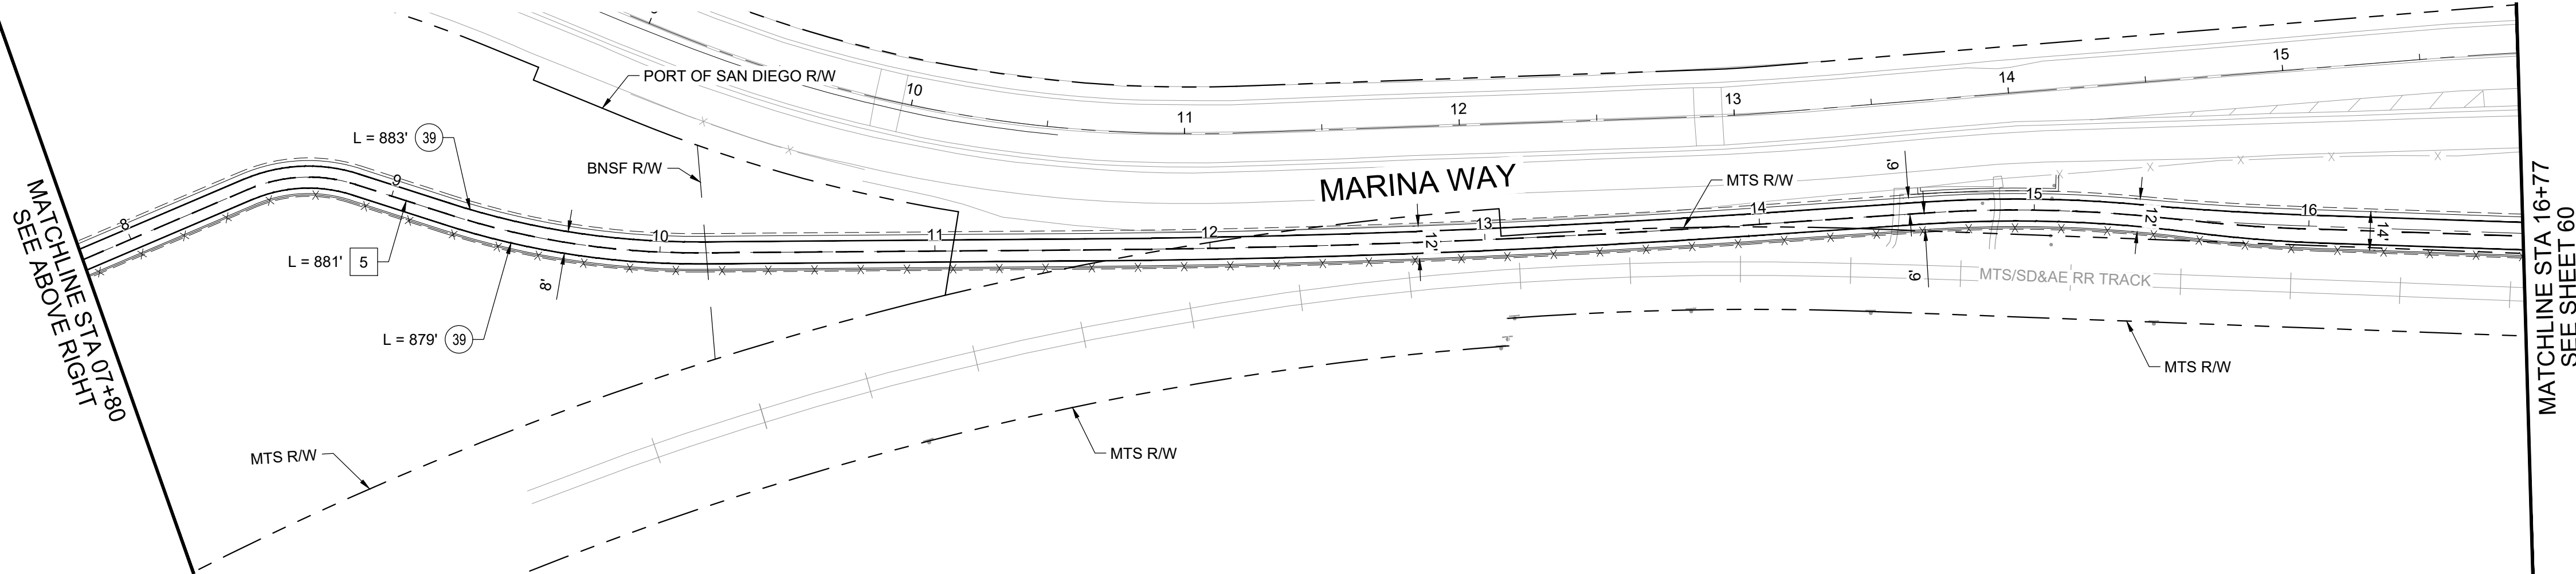 PORT OF SAN DIEGO R/W
10
11
12
13
14
15
L = 883' 39
BNSF R/W
MARINA WAY
MTS R/W
6'
8
9
10
11
12
13
14
15
16
L = 881' 5
8'
12'
12'
14'
6'
MTS/SD&AE RR TRACK
L = 879' 39
MATCHLINE STA 07+80
SEE ABOVE RIGHT
MATCHLINE STA 16+77
SEE SHEET 60
MTS R/W
MTS R/W
MTS R/W